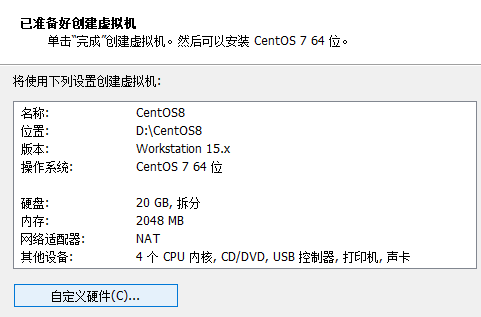 已准备好创建虚拟机
单击“完成”创建虚拟机。然后可以安装 CentOS 7 64 位。
将使用下列设置创建虚拟机:
名称: CentOS8
位置: D:\CentOS8
版本: Workstation 15.x
操作系统: CentOS 7 64 位
硬盘: 20 GB, 拆分
内存: 2048 MB
网络适配器: NAT
其他设备: 4 个 CPU 内核, CD/DVD, USB 控制器, 打印机, 声卡
自定义硬件(C)...